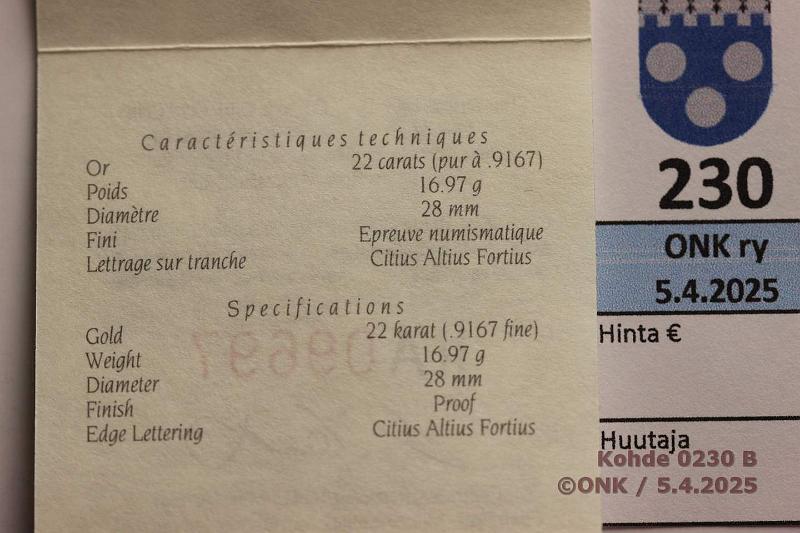 Caractéristiques techniques
Or 22 carats (pur à .9167)
Poids 16.97 g
Diamètre 28 mm
Fini Epreuve numismatique
Lettrage sur tranche Citius Altius Fortius
Specifications
Gold 22 karat (.9167 fine)
Weight 16.97 g
Diameter 28 mm
Finish Proof
Edge Lettering Citius Altius Fortius
A09697
230
ONK ry
5.4.2025
Hinta €
Huutaja
Kohde 0230 B
©ONK / 5.4.2025